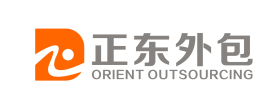 正东外包
ORIENT OUTSOURCING